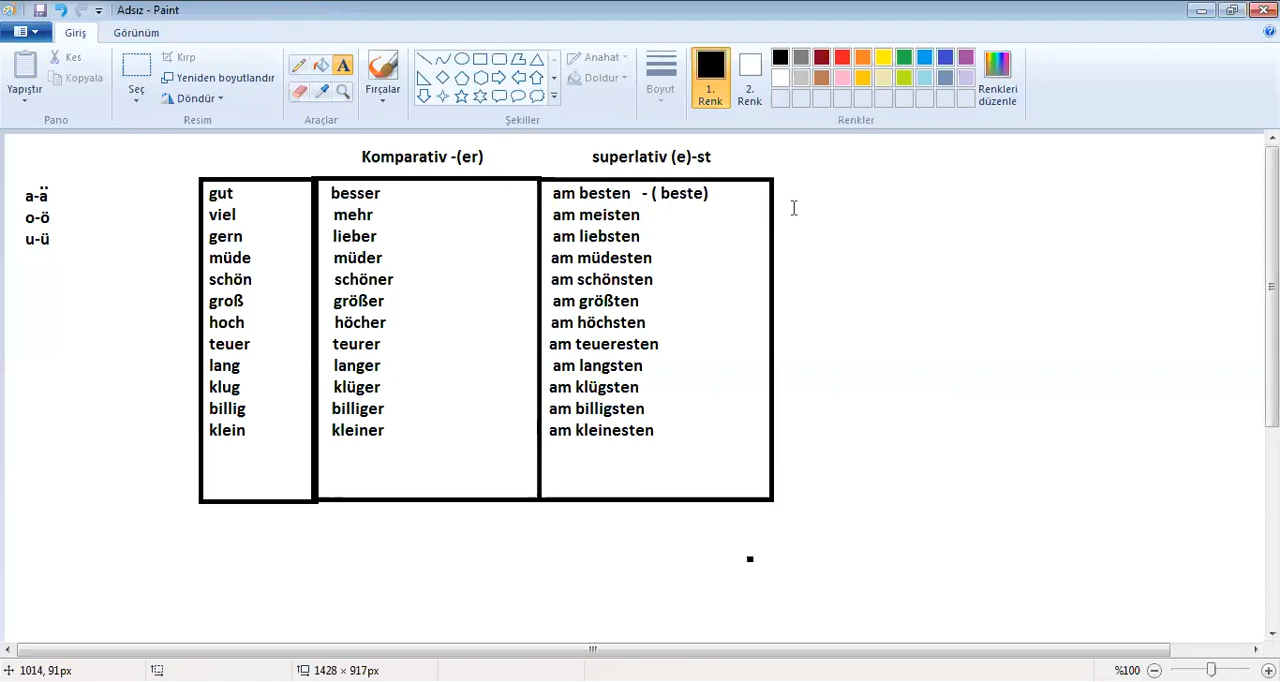 Adsız - Paint
Giriş Görünüm
Yapıştır
Kes
Kopyala
Pano
Seç
Kırp
Yeniden boyutlandır
Döndür
Resim
A
Araçlar
Fırçalar
Şekiller
Anahat
Doldur
Boyut
1. Renk
2. Renk
Renkler
Renkleri düzenle
Komparativ -(er) superlativ (e)-st
a-ä
o-ö
u-ü
gut besser am besten - ( beste)
viel mehr am meisten
gern lieber am liebsten
müde müder am müdesten
schön schöner am schönsten
groß größer am größten
hoch höcher am höchsten
teuer teurer am teueresten
lang langer am langsten
klug klüger am klügsten
billig billiger am billigsten
klein kleiner am kleinesten
1014, 91px 1428 × 917px %100